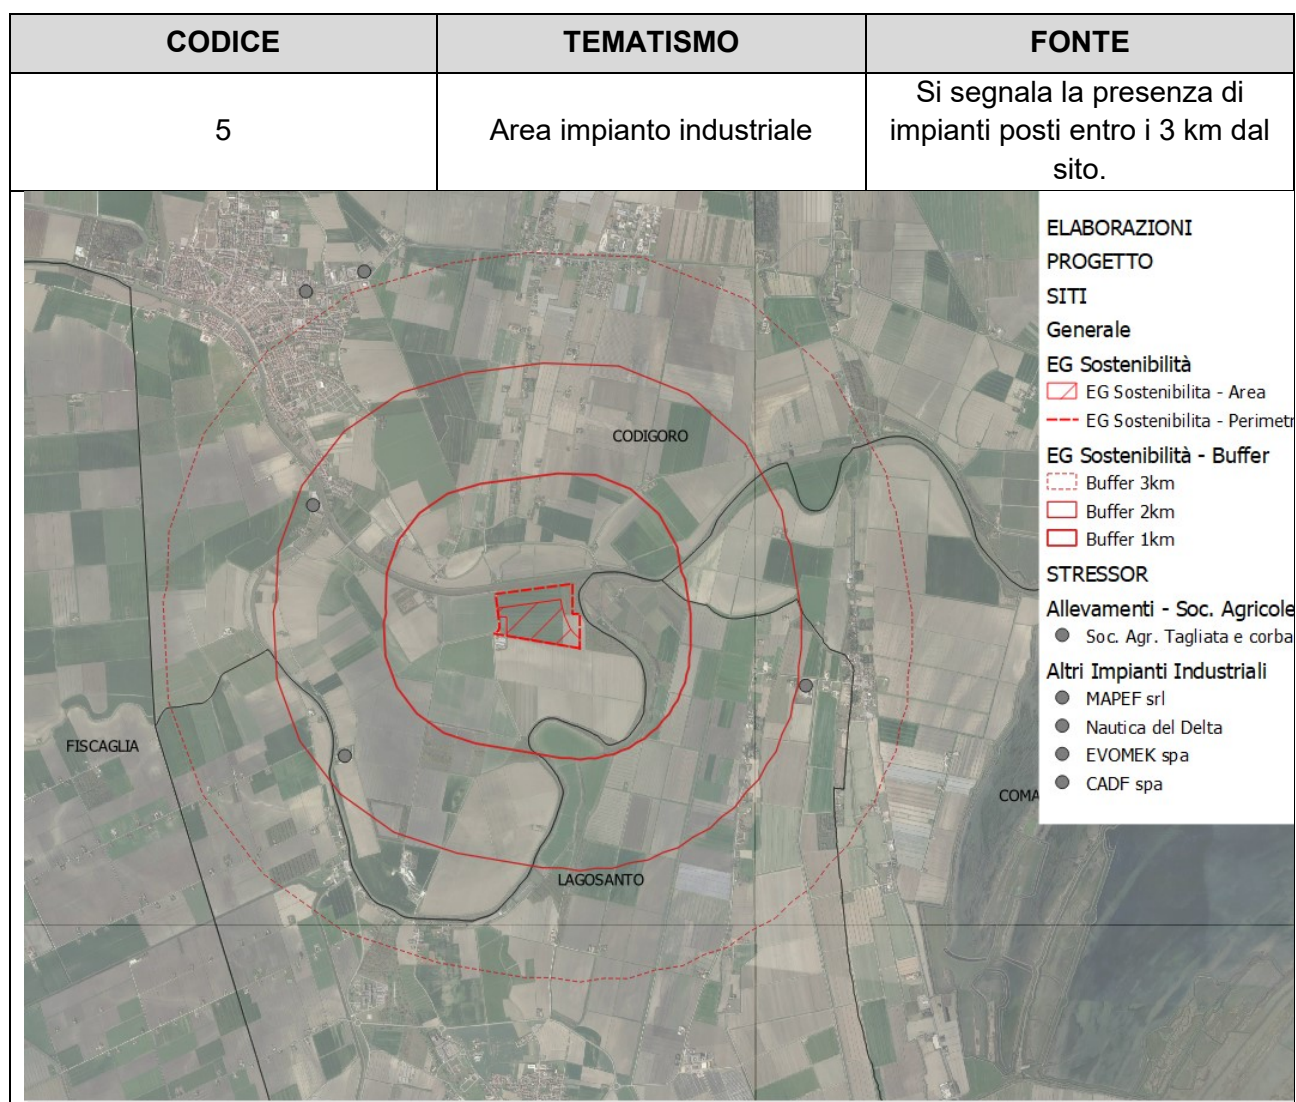 CODICE
TEMATISMO
FONTE
5
Area impianto industriale
Si segnala la presenza di
impianti posti entro i 3 km dal
sito.
ELABORAZIONI
PROGETTO
SITI
Generale
EG Sostenibilità
EG Sostenibilita - Area
EG Sostenibilita - Perimetr
EG Sostenibilità - Buffer
Buffer 3km
Buffer 2km
Buffer 1km
STRESSOR
Allevamenti - Soc. Agricole
Soc. Agr. Tagliata e corba
Altri Impianti Industriali
MAPEF srl
Nautica del Delta
EVOMEK spa
CADF spa
CODIGORO
FISCAGLIA
COMA
LAGOSANTO